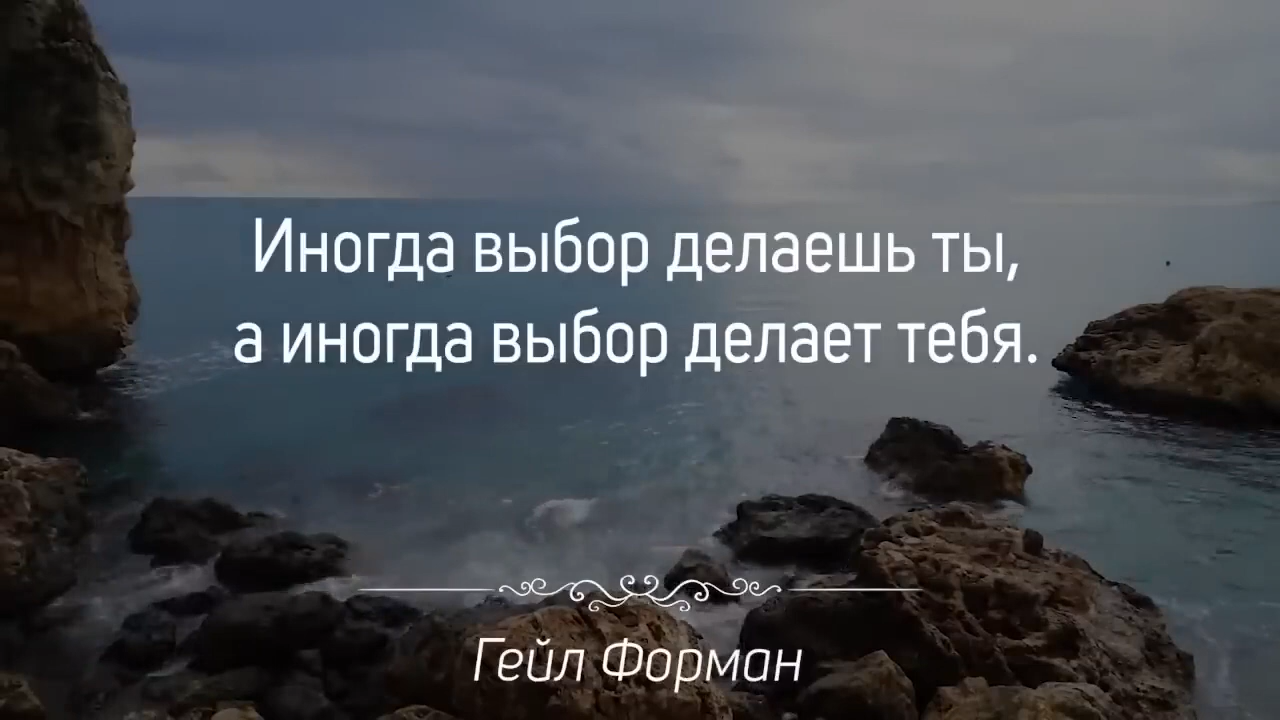 Иногда выбор делаешь ты,
а иногда выбор делает тебя.
Гейл Форман